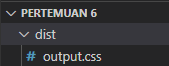 PERTEMUAN 6
dist
# output.css